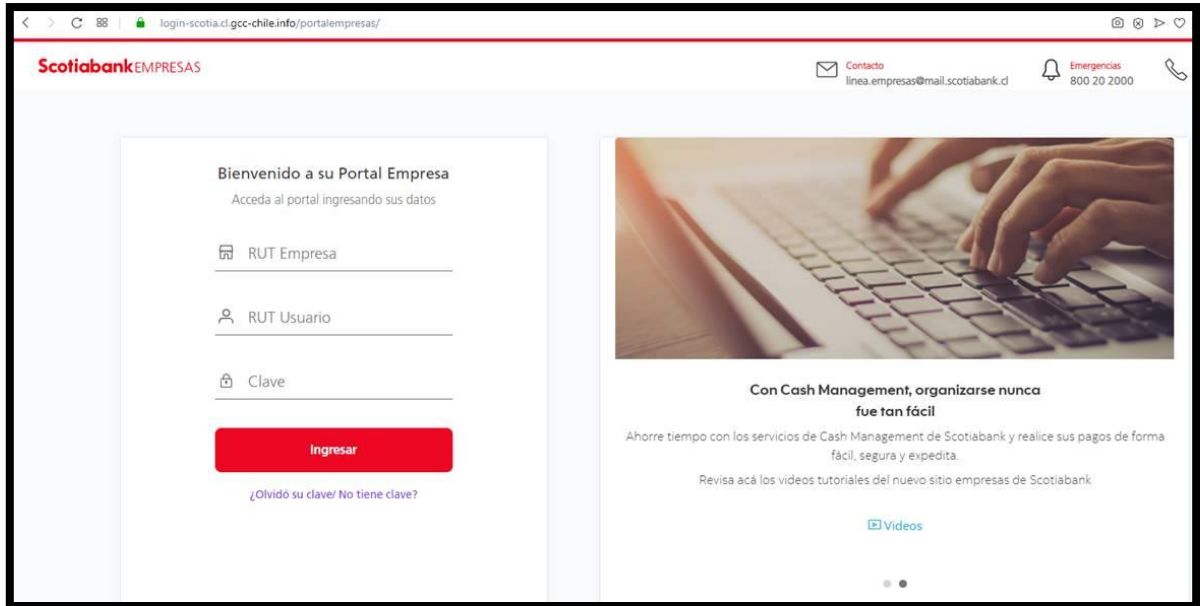 login-scotia.cl.gcc-chile.info/portalempresas/
Scotiabank EMPRESAS
Contacto
linea.empresas@mail.scotiabank.cl
Emergencias
800 20 2000
Bienvenido a su Portal Empresa
Acceda al portal ingresando sus datos
RUT Empresa
RUT Usuario
Clave
Ingresar
¿Olvidó su clave/ No tiene clave?
Con Cash Management, organizarse nunca
fue tan fácil
Ahorre tiempo con los servicios de Cash Management de Scotiabank y realice sus pagos de forma
fácil, segura y expedita.
Revisa acá los videos tutoriales del nuevo sitio empresas de Scotiabank
Videos